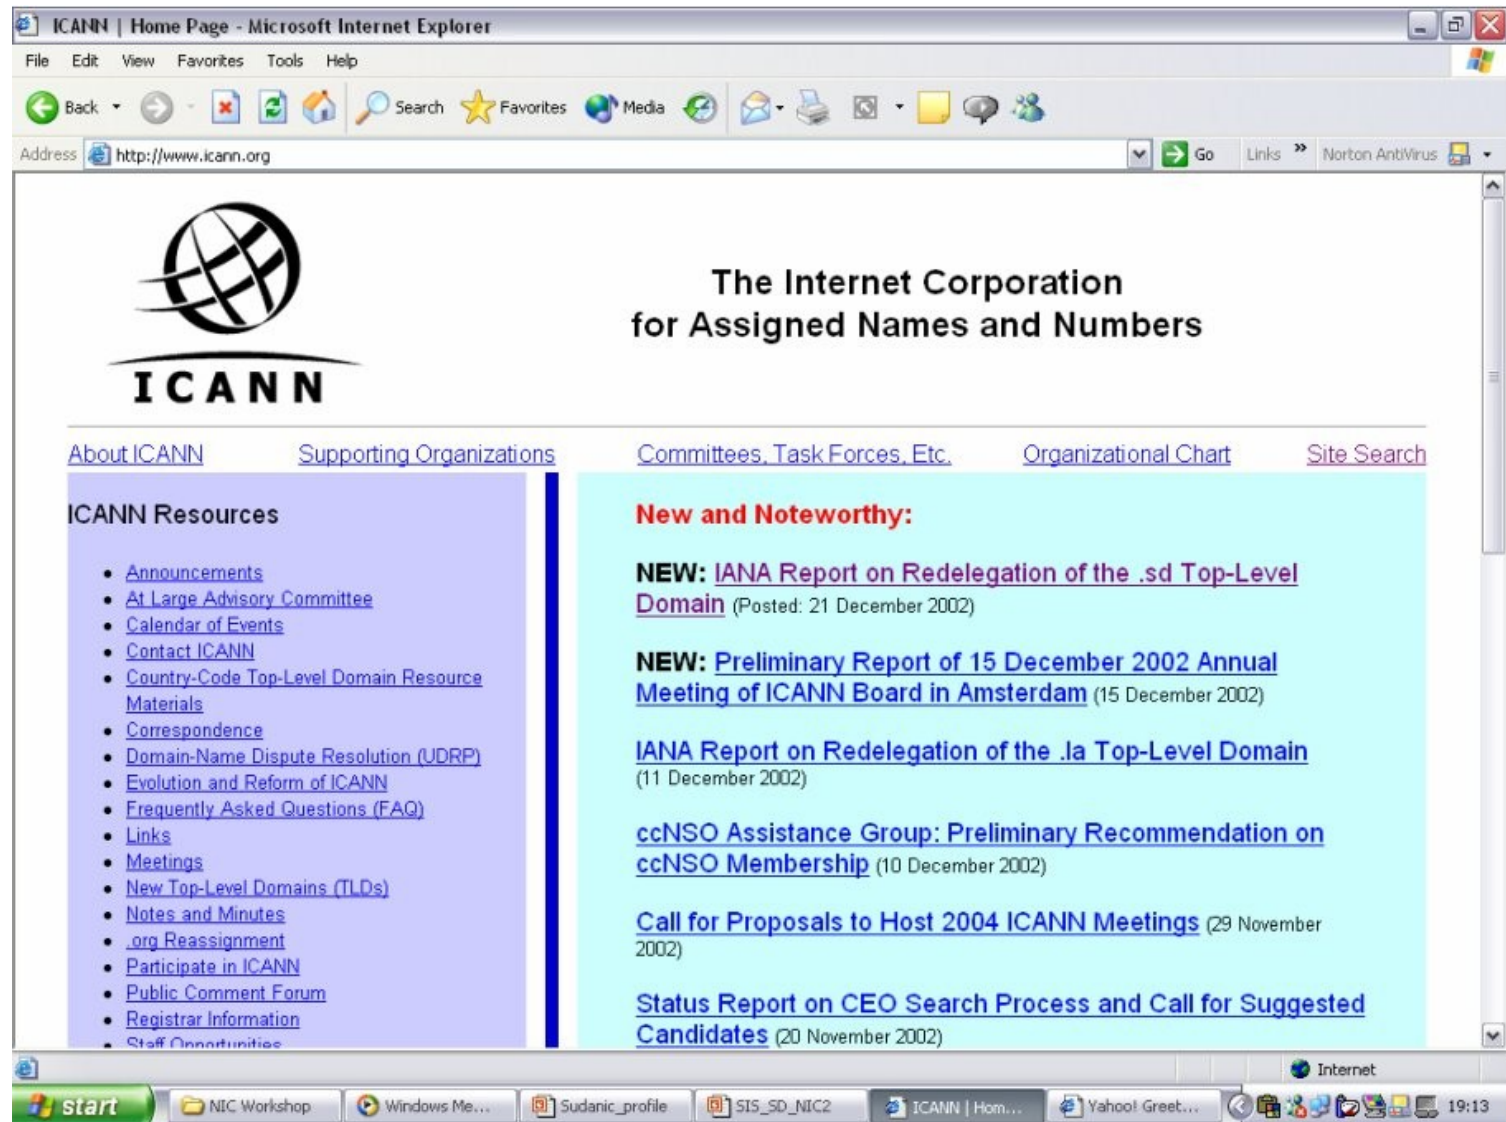 ICANN | Home Page - Microsoft Internet Explorer
File Edit View Favorites Tools Help
Back Search Favorites Media
Address http://www.icann.org Go Links » Norton AntiVirus
ICANN
The Internet Corporation
for Assigned Names and Numbers
About ICANN Supporting Organizations Committees, Task Forces, Etc. Organizational Chart Site Search
ICANN Resources
• Announcements
• At Large Advisory Committee
• Calendar of Events
• Contact ICANN
• Country-Code Top-Level Domain Resource
Materials
• Correspondence
• Domain-Name Dispute Resolution (UDRP)
• Evolution and Reform of ICANN
• Frequently Asked Questions (FAQ)
• Links
• Meetings
• New Top-Level Domains (TLDs)
• Notes and Minutes
• .org Reassignment
• Participate in ICANN
• Public Comment Forum
• Registrar Information
• Staff Opportunities
New and Noteworthy:
NEW: IANA Report on Redelegation of the .sd Top-Level
Domain (Posted: 21 December 2002)
NEW: Preliminary Report of 15 December 2002 Annual
Meeting of ICANN Board in Amsterdam (15 December 2002)
IANA Report on Redelegation of the .la Top-Level Domain
(11 December 2002)
ccNSO Assistance Group: Preliminary Recommendation on
ccNSO Membership (10 December 2002)
Call for Proposals to Host 2004 ICANN Meetings (29 November
2002)
Status Report on CEO Search Process and Call for Suggested
Candidates (20 November 2002)
Internet
start NIC Workshop Windows Me... Sudanic_profile SIS_SD_NIC2 ICANN | Hom... Yahoo! Greet... 19:13